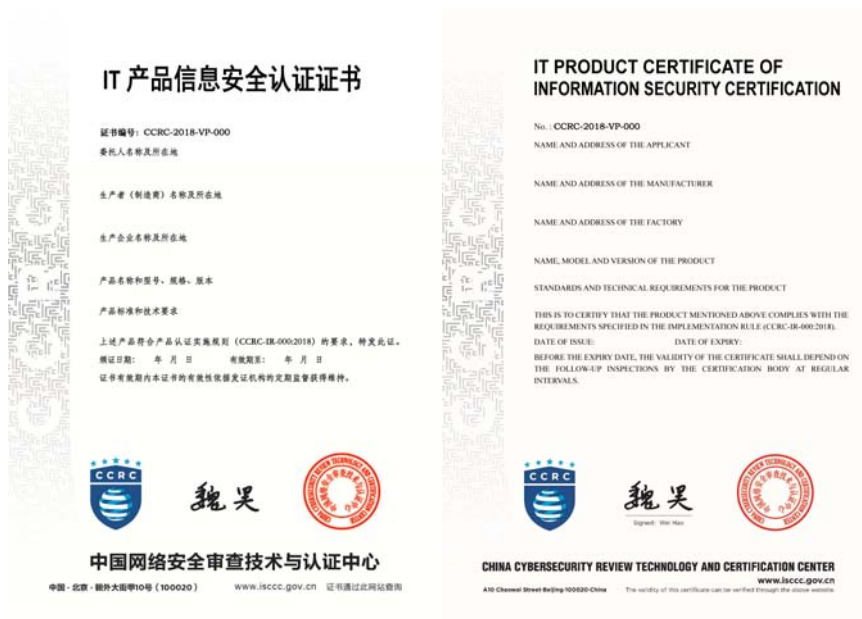 IT 产品信息安全认证证书
证书编号：CCRC-2018-VP-000
委托人名称及所在地
生产者（制造商）名称及所在地
生产企业名称及所在地
产品名称和型号、规格、版本
产品标准和技术要求
上述产品符合产品认证实施规则（CCRC-IR-000:2018）的要求，特发此证。
颁证日期： 年 月 日 有效期至： 年 月 日
证书有效期内本证书的有效性依据发证机构的定期监督获得维持。
CCRC
魏昊
中国网络安全审查技术与认证中心
中国·北京·朝外大街甲10号（100020） www.isccc.gov.cn 证书通过此网站查询
IT PRODUCT CERTIFICATE OF
INFORMATION SECURITY CERTIFICATION
No. : CCRC-2018-VP-000
NAME AND ADDRESS OF THE APPLICANT
NAME AND ADDRESS OF THE MANUFACTURER
NAME AND ADDRESS OF THE FACTORY
NAME, MODEL AND VERSION OF THE PRODUCT
STANDARDS AND TECHNICAL REQUIREMENTS FOR THE PRODUCT
THIS IS TO CERTIFY THAT THE PRODUCT MENTIONED ABOVE COMPLIES WITH THE
REQUIREMENTS SPECIFIED IN THE IMPLEMENTATION RULE (CCRC-IR-000:2018).
DATE OF ISSUE: DATE OF EXPIRY:
BEFORE THE EXPIRY DATE, THE VALIDITY OF THE CERTIFICATE SHALL DEPEND ON
THE FOLLOW-UP INSPECTIONS BY THE CERTIFICATION BODY AT REGULAR
INTERVALS.
CCRC
魏昊
Signed: Wei Hao
CHINA CYBERSECURITY REVIEW TECHNOLOGY AND CERTIFICATION CENTER
www.isccc.gov.cn
A10 Chaowai Street·Beijing·100020·China The validity of this certificate can be verified through the above website